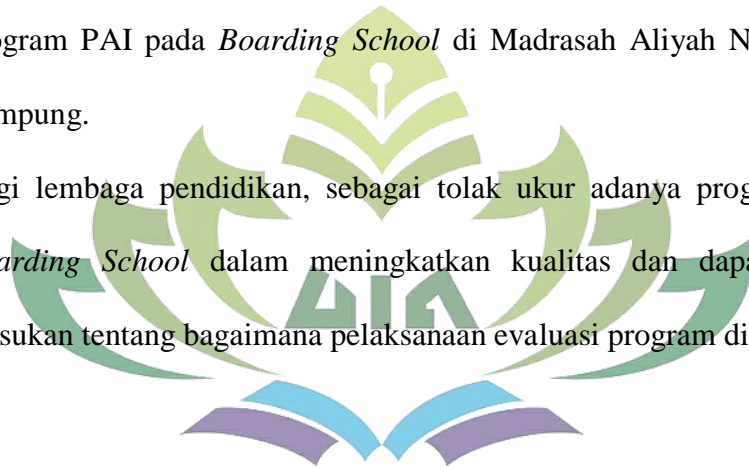 ogram PAI pada Boarding School di Madrasah Aliyah N
mpung.
gi lembaga pendidikan, sebagai tolak ukur adanya prog
arding School dalam meningkatkan kualitas dan dapa
sukan tentang bagaimana pelaksanaan evaluasi program di
UIN